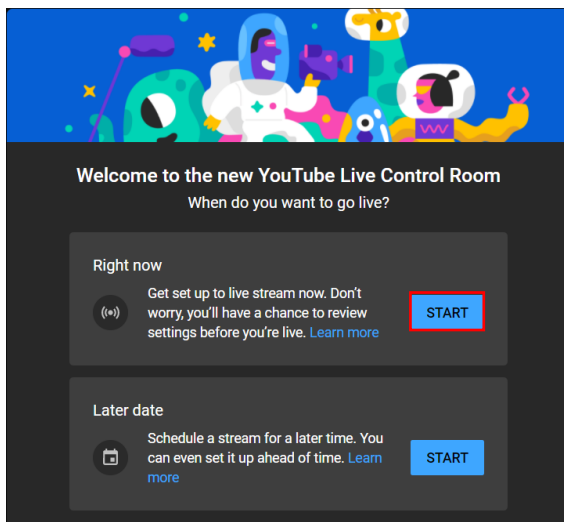 Welcome to the new YouTube Live Control Room
When do you want to go live?
Right now
Get set up to live stream now. Don't
worry, you'll have a chance to review
settings before you're live. Learn more
START
Later date
Schedule a stream for a later time. You
can even set it up ahead of time. Learn
more
START